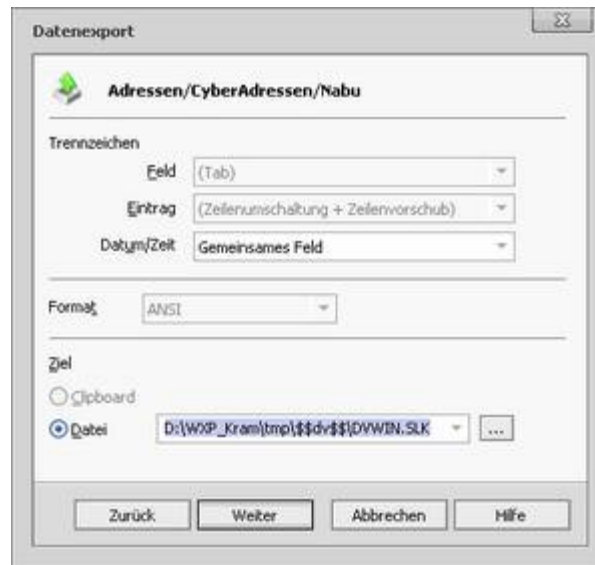 Datenexport
Adressen/CyberAdressen/Nabu
Trennzeichen
Feld (Tab)
Eintrag (Zeilenumschaltung + Zeilenvorschub)
Datum/Zeit Gemeinsames Feld
Format ANSI
Ziel
Clipboard
Datei D:\WXP_Kram\tmp\$$dv$$\DVWIN.SLK ...
Zurück Weiter Abbrechen Hilfe